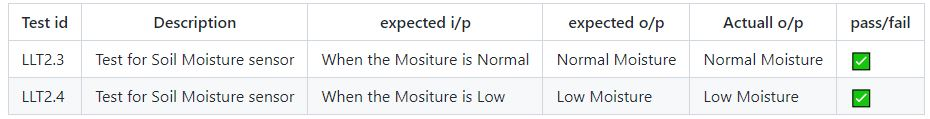 Test id Description expected i/p expected o/p Actuall o/p pass/fail
LLT2.3 Test for Soil Moisture sensor When the Mositure is Normal Normal Moisture Normal Moisture ✅
LLT2.4 Test for Soil Moisture sensor When the Mositure is Low Low Moisture Low Moisture ✅